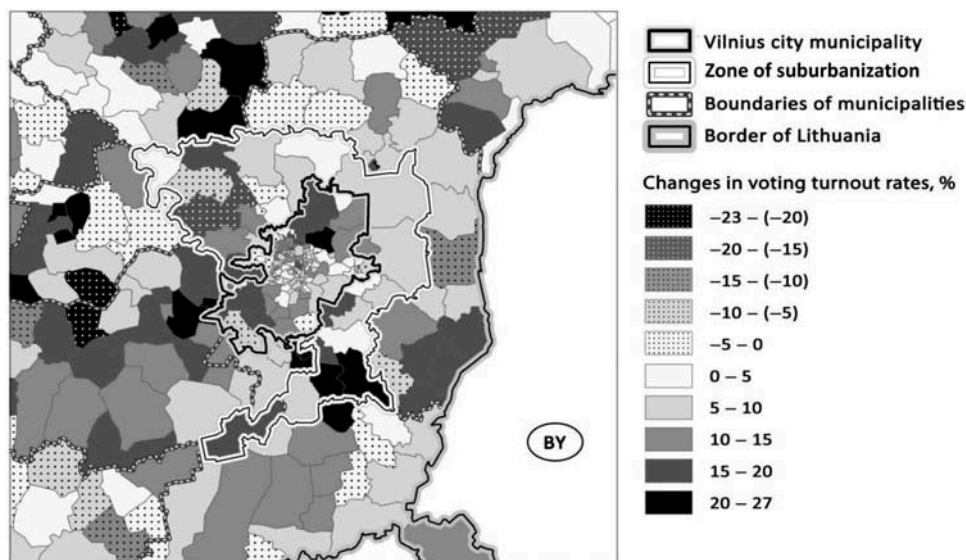 Vilnius city municipality
Zone of suburbanization
Boundaries of municipalities
Border of Lithuania
Changes in voting turnout rates, %
−23 – (−20)
−20 – (−15)
−15 – (−10)
−10 – (−5)
−5 – 0
0 – 5
5 – 10
10 – 15
15 – 20
20 – 27
BY